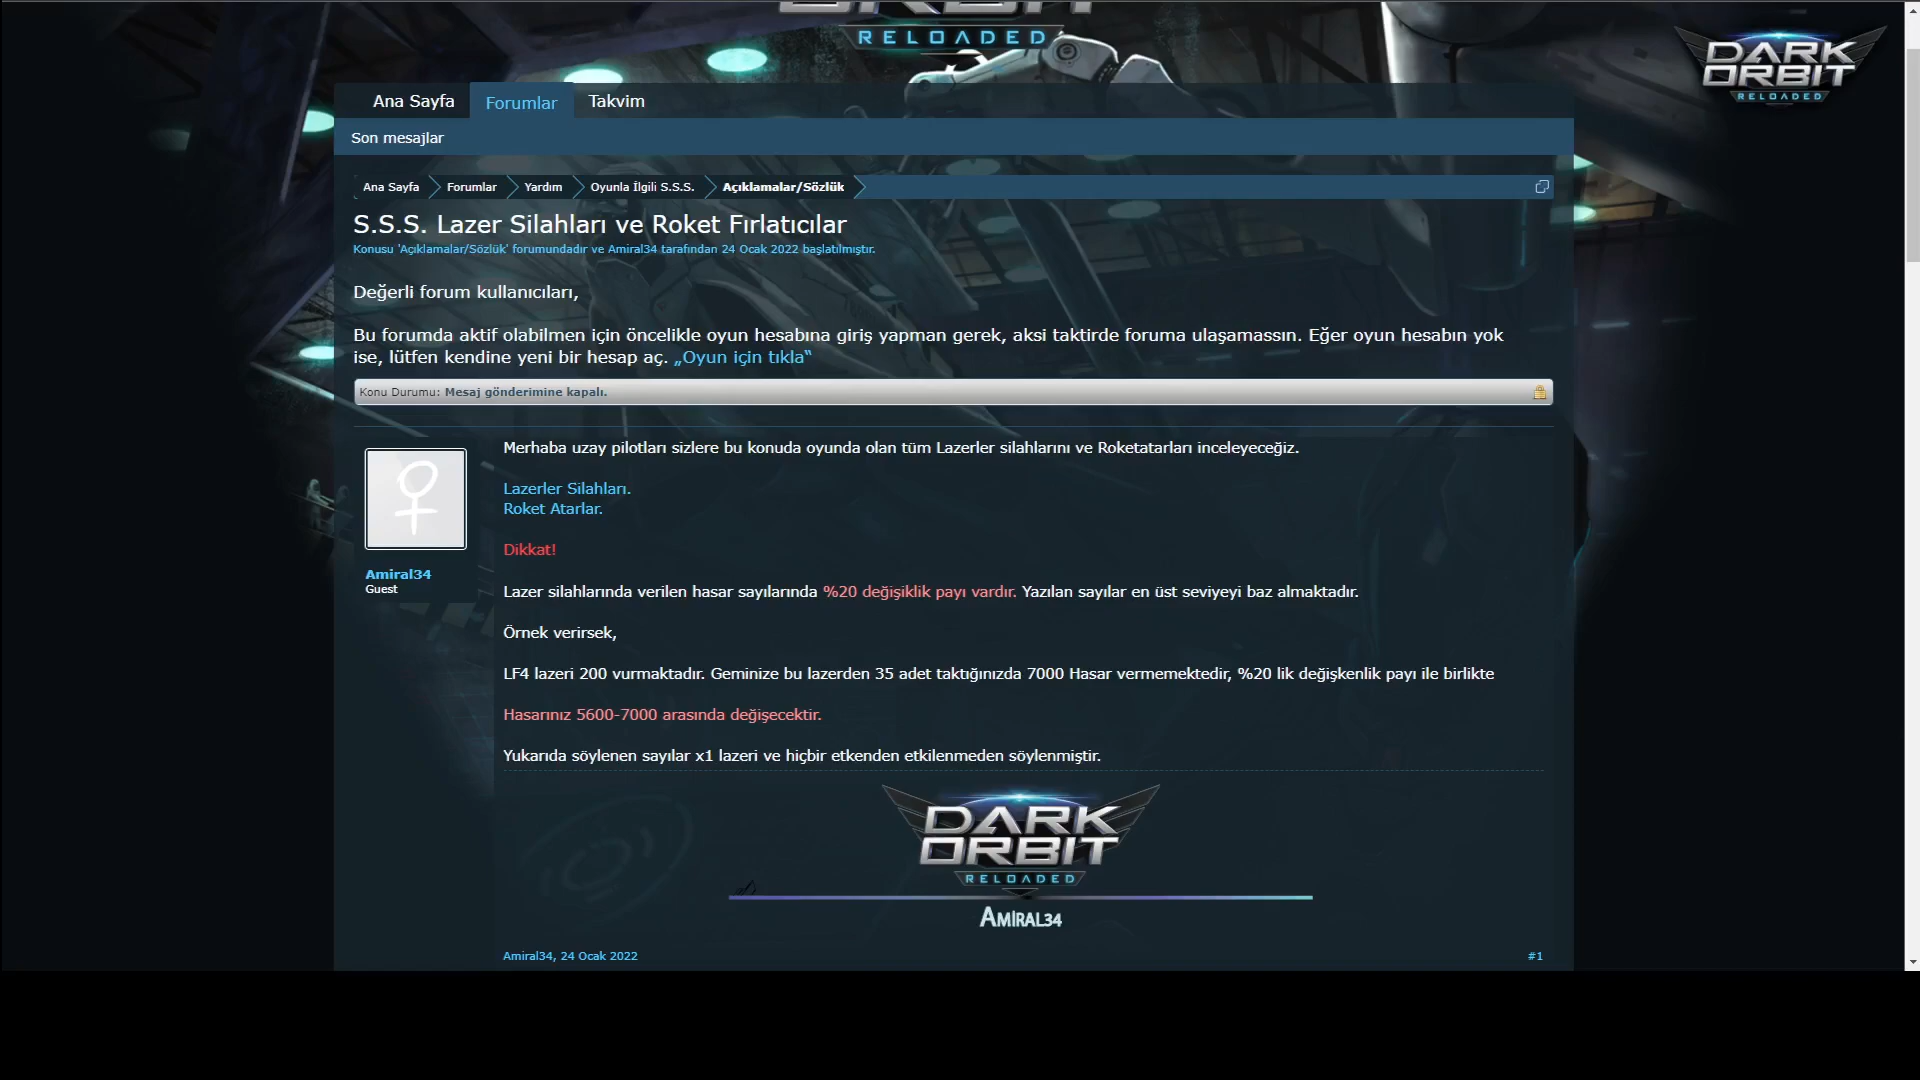 RELOADED
DARK
ORBIT
RELOADED
Ana Sayfa Forumlar Takvim
Son mesajlar
Ana Sayfa Forumlar Yardım Oyunla İlgili S.S.S. Açıklamalar/Sözlük
S.S.S. Lazer Silahları ve Roket Fırlatıcılar
Konusu 'Açıklamalar/Sözlük' forumundadır ve Amiral34 tarafından 24 Ocak 2022 başlatılmıştır.
Değerli forum kullanıcıları,
Bu forumda aktif olabilmen için öncelikle oyun hesabına giriş yapman gerek, aksi taktirde foruma ulaşamassın. Eğer oyun hesabın yok
ise, lütfen kendine yeni bir hesap aç. „Oyun için tıkla“
Konu Durumu: Mesaj gönderimine kapalı.
Merhaba uzay pilotları sizlere bu konuda oyunda olan tüm Lazerler silahlarını ve Roketatarları inceleyeceğiz.
Lazerler Silahları.
Roket Atarlar.
Dikkat!
Amiral34
Guest
Lazer silahlarında verilen hasar sayılarında %20 değişiklik payı vardır. Yazılan sayılar en üst seviyeyi baz almaktadır.
Örnek verirsek,
LF4 lazeri 200 vurmaktadır. Geminize bu lazerden 35 adet taktığınızda 7000 Hasar vermemektedir, %20 lik değişkenlik payı ile birlikte
Hasarınız 5600-7000 arasında değişecektir.
Yukarıda söylenen sayılar x1 lazeri ve hiçbir etkenden etkilenmeden söylenmiştir.
DARK
ORBIT
RELOADED
AMİRAL34
Amiral34, 24 Ocak 2022 #1